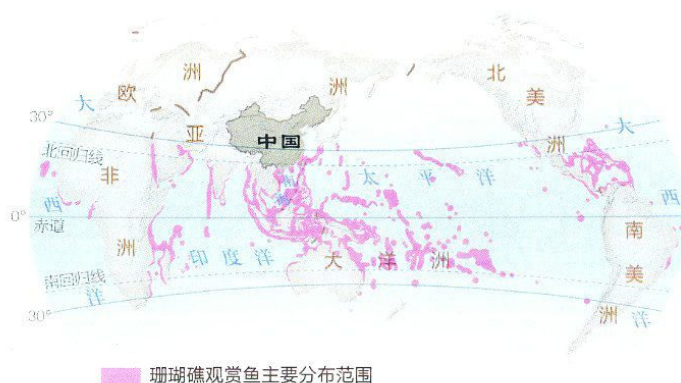 欧洲
亚洲
北美洲
30°
中国
北回归线
非洲
太平洋
大西洋
大西洋
0°
赤道
印度洋
大洋洲
南美洲
南回归线
30°
珊瑚礁观赏鱼主要分布范围